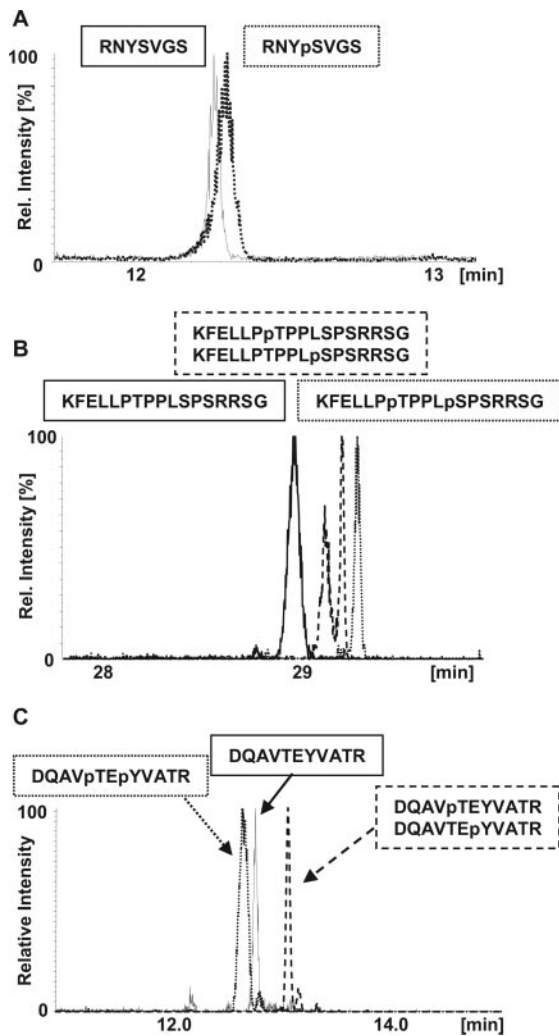 A
RNYSVGS
RNYpSVGS
100
Rel. Intensity [%]
0
12
13
[min]
KFELLPpTPPLSPSRRSG
KFELLPTPPLpSPSRRSG
B
KFELLPTPPLSPSRRSG
KFELLPpTPPLpSPSRRSG
100
Rel. Intensity [%]
0
28
29
[min]
C
DQAVTEYVATR
DQAVpTEpYVATR
DQAVpTEYVATR
DQAVTEpYVATR
100
Relative Intensity
0
12.0
14.0
[min]